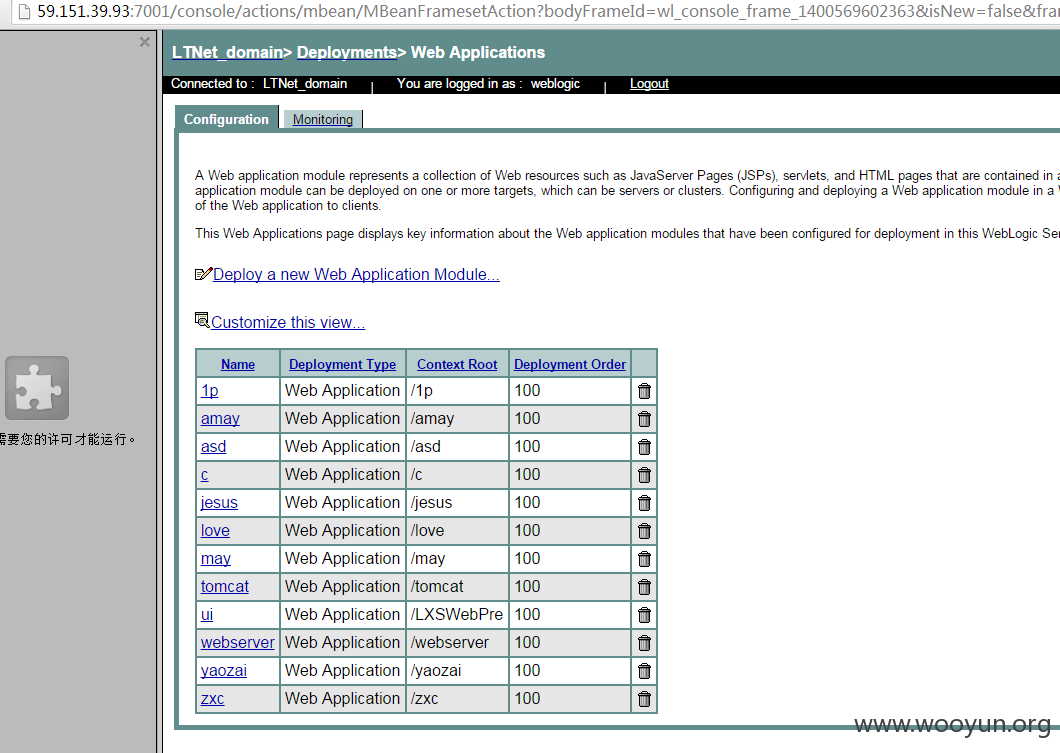 59.151.39.93:7001/console/actions/mbean/MBeanFramesetAction?bodyFrameId=wl_console_frame_1400569602363&isNew=false&fra
LTNet_domain> Deployments> Web Applications
Connected to : LTNet_domain | You are logged in as : weblogic | Logout
Configuration Monitoring
A Web application module represents a collection of Web resources such as JavaServer Pages (JSPs), servlets, and HTML pages that are contained in a
application module can be deployed on one or more targets, which can be servers or clusters. Configuring and deploying a Web application module in a
of the Web application to clients.
This Web Applications page displays key information about the Web application modules that have been configured for deployment in this WebLogic Ser
Deploy a new Web Application Module...
Customize this view...
Name Deployment Type Context Root Deployment Order
1p Web Application /1p 100
amay Web Application /amay 100
asd Web Application /asd 100
c Web Application /c 100
jesus Web Application /jesus 100
love Web Application /love 100
may Web Application /may 100
tomcat Web Application /tomcat 100
ui Web Application /LXSWebPre 100
webserver Web Application /webserver 100
yaozai Web Application /yaozai 100
zxc Web Application /zxc 100
需要您的许可才能运行。
www.wooyun.org